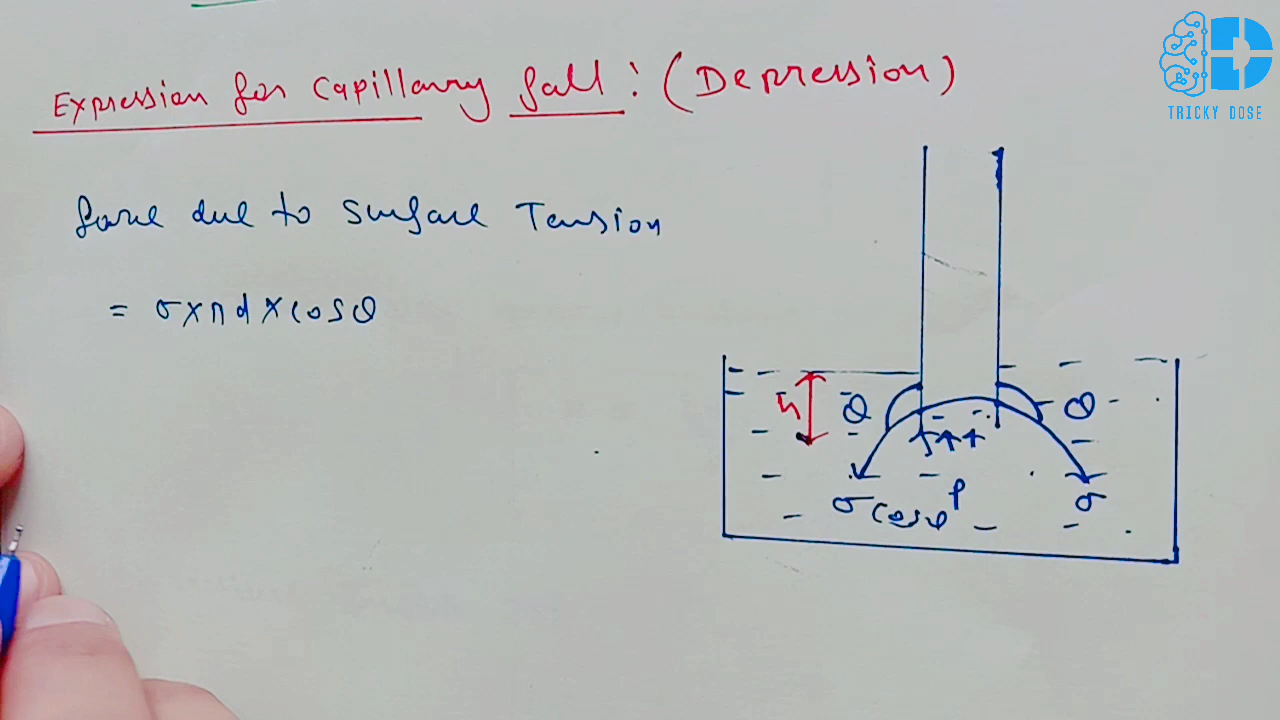 TRICKY DOSE
Expression for Capillary fall : (Depression)
force due to Surface Tension
= σ x π d x cos θ
h
θ
θ
σ cos θ
P
σ